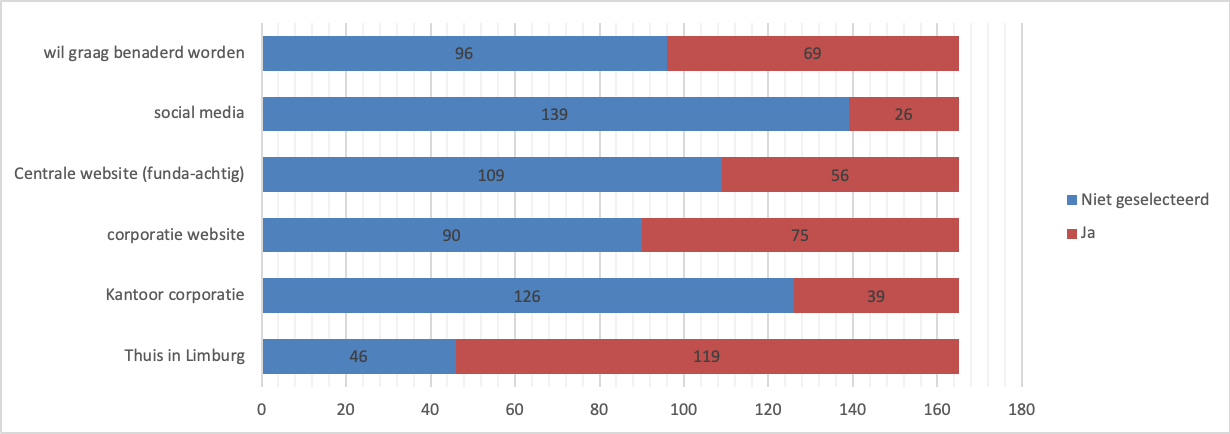 wil graag benaderd worden 96 69
social media 139 26
Centrale website (funda-achtig) 109 56
corporatie website 90 75
Kantoor corporatie 126 39
Thuis in Limburg 46 119
0 20 40 60 80 100 120 140 160 180
Niet geselecteerd
Ja